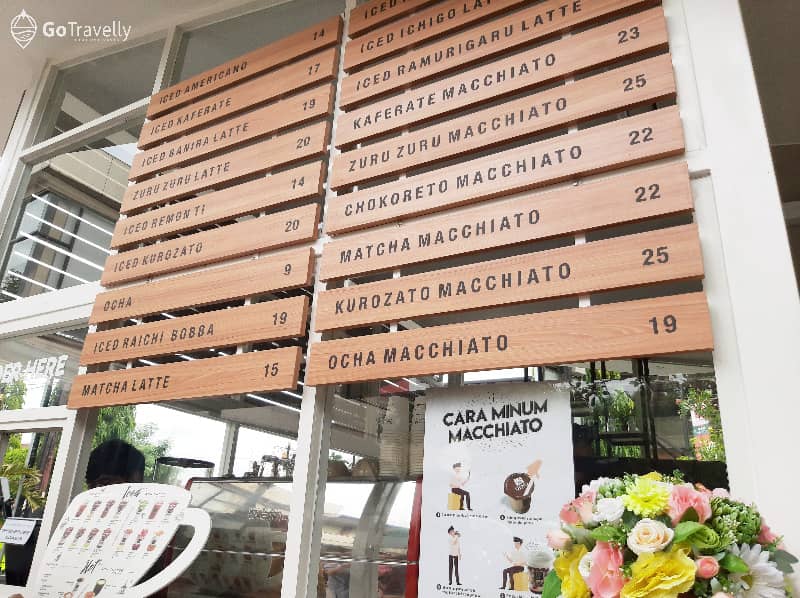 GoTravelly
ICED AMERICANO 14
ICED KAFERATE 17
ICED BANIRA LATTE 19
ZURU ZURU LATTE 20
ICED REMON TI 14
ICED KUROZATO 20
OCHA 9
ICED RAICHI BOBBA 19
MATCHA LATTE 15
ICED ICHIGO LATTE
ICED RAMURIGARU LATTE
KAFERATE MACCHIATO 23
ZURU ZURU MACCHIATO 25
CHOKORETO MACCHIATO 22
MATCHA MACCHIATO 22
KUROZATO MACCHIATO 25
OCHA MACCHIATO 19
HERE
CARA MINUM
MACCHIATO
Iced
Hot